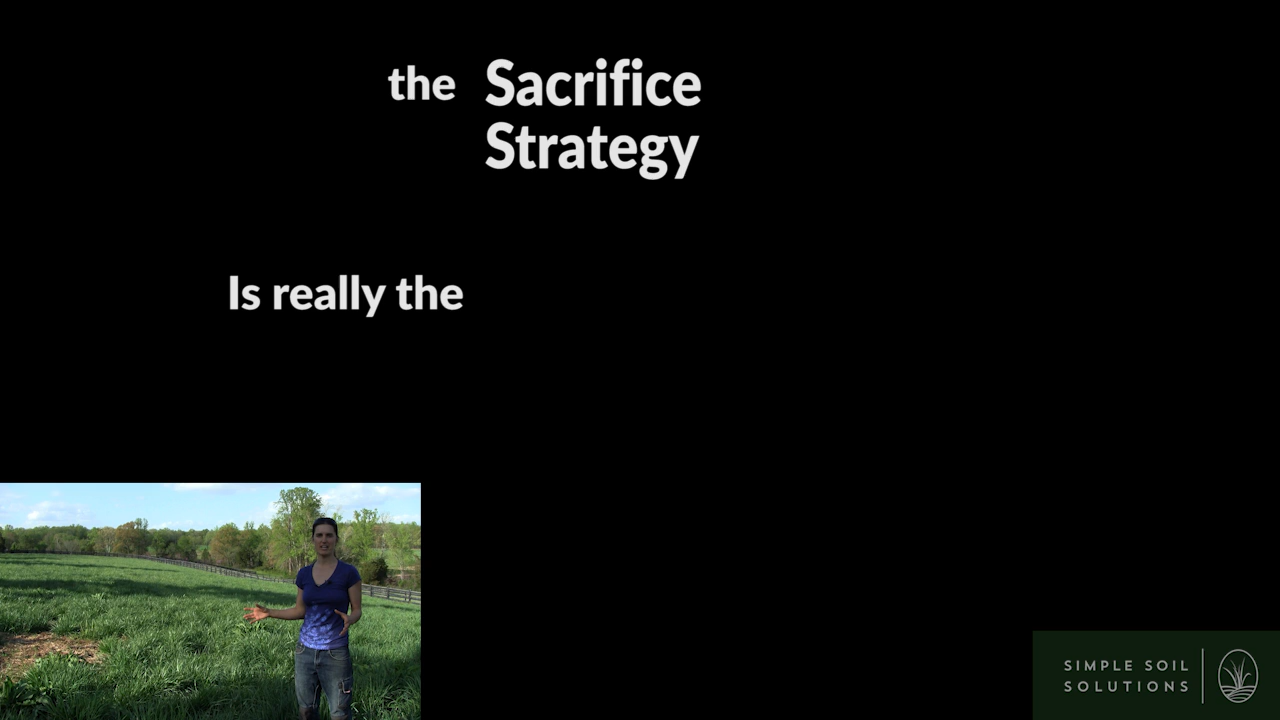 the Sacrifice
Strategy
Is really the
SIMPLE SOIL
SOLUTIONS